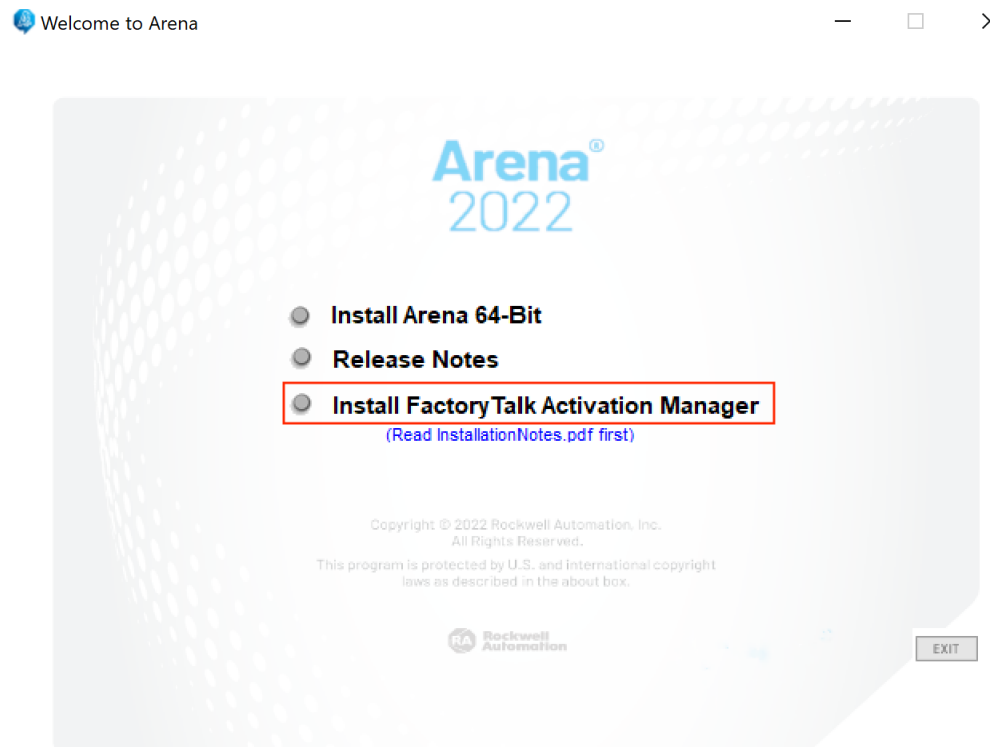 Welcome to Arena
Arena®
2022
Install Arena 64-Bit
Release Notes
Install FactoryTalk Activation Manager
(Read InstallationNotes.pdf first)
Copyright © 2022 Rockwell Automation, Inc.
All Rights Reserved.
This program is protected by U.S. and international copyright
laws as described in the about box.
RA Rockwell
Automation
EXIT